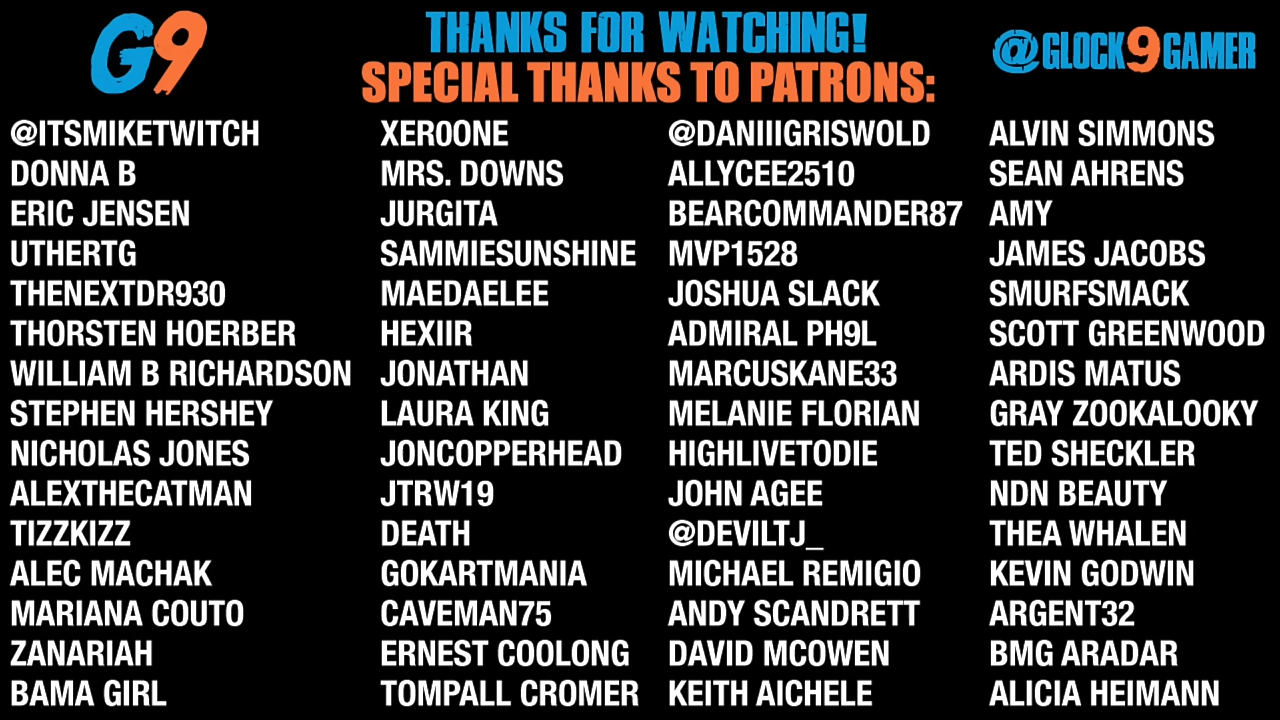 G9
THANKS FOR WATCHING!
SPECIAL THANKS TO PATRONS:
@GLOCK9GAMER
@ITSMIKETWITCH
DONNA B
ERIC JENSEN
UTHERTG
THENEXTDR930
THORSTEN HOERBER
WILLIAM B RICHARDSON
STEPHEN HERSHEY
NICHOLAS JONES
ALEXTHECATMAN
TIZZKIZZ
ALEC MACHAK
MARIANA COUTO
ZANARIAH
BAMA GIRL
XER0ONE
MRS. DOWNS
JURGITA
SAMMIESUNSHINE
MAEDAELEE
HEXIIR
JONATHAN
LAURA KING
JONCOPPERHEAD
JTRW19
DEATH
GOKARTMANIA
CAVEMAN75
ERNEST COOLONG
TOMPALL CROMER
@DANIIIGRISWOLD
ALLYCEE2510
BEARCOMMANDER87
MVP1528
JOSHUA SLACK
ADMIRAL PH9L
MARCUSKANE33
MELANIE FLORIAN
HIGHLIVETODIE
JOHN AGEE
@DEVILTJ_
MICHAEL REMIGIO
ANDY SCANDRETT
DAVID MCOWEN
KEITH AICHELE
ALVIN SIMMONS
SEAN AHRENS
AMY
JAMES JACOBS
SMURFSMACK
SCOTT GREENWOOD
ARDIS MATUS
GRAY ZOOKALOOKY
TED SHECKLER
NDN BEAUTY
THEA WHALEN
KEVIN GODWIN
ARGENT32
BMG ARADAR
ALICIA HEIMANN